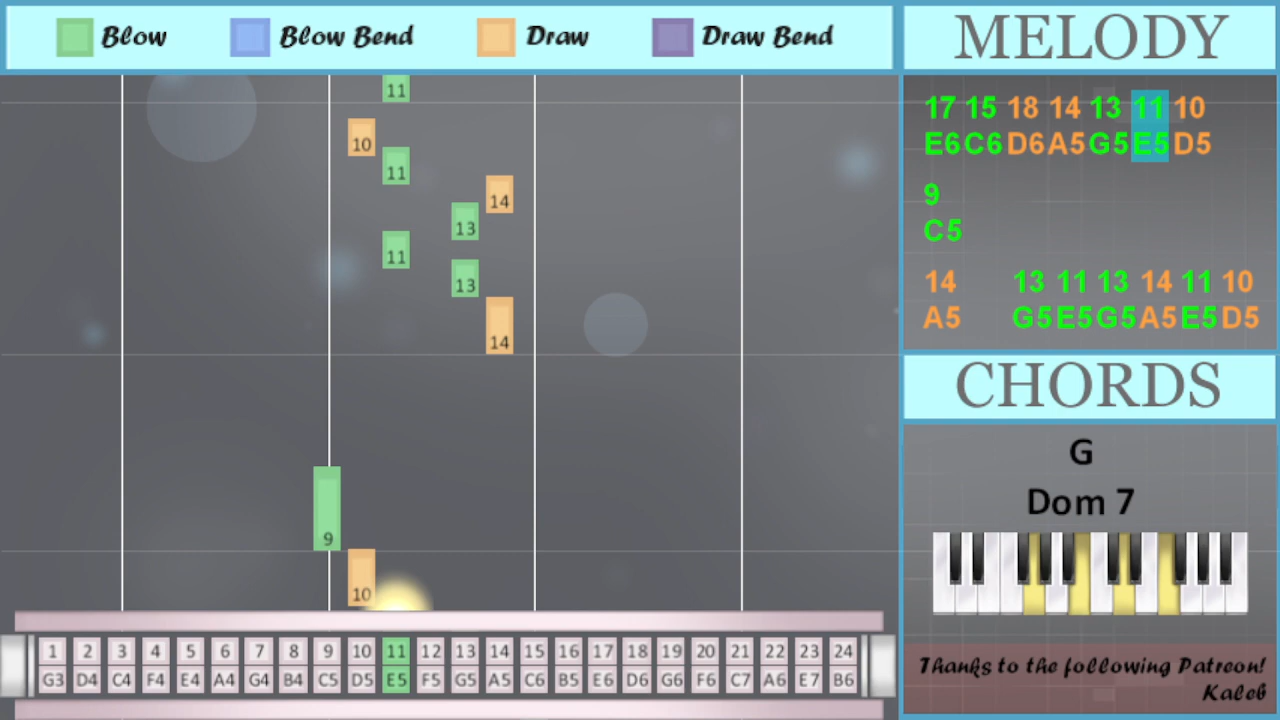 Blow
Blow Bend
Draw
Draw Bend
MELODY
17 15 18 14 13 11 10
E6 C6 D6 A5 G5 E5 D5
9
C5
14 13 11 13 14 11 10
A5 G5 E5 G5 A5 E5 D5
CHORDS
G
Dom 7
Thanks to the following Patreon!
Kaleb
11
10
11
14
13
11
13
14
9
10
1 2 3 4 5 6 7 8 9 10 11 12 13 14 15 16 17 18 19 20 21 22 23 24
G3 D4 C4 F4 E4 A4 G4 B4 C5 D5 E5 F5 G5 A5 C6 B5 E6 D6 G6 F6 C7 A6 E7 B6